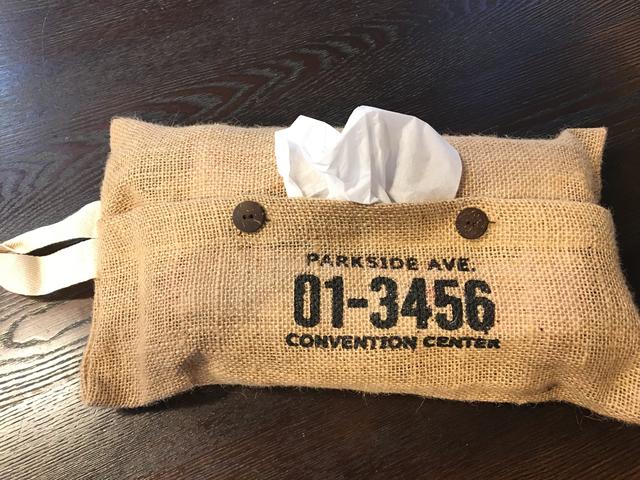 PARKSIDE AVE.
01-3456
CONVENTION CENTER